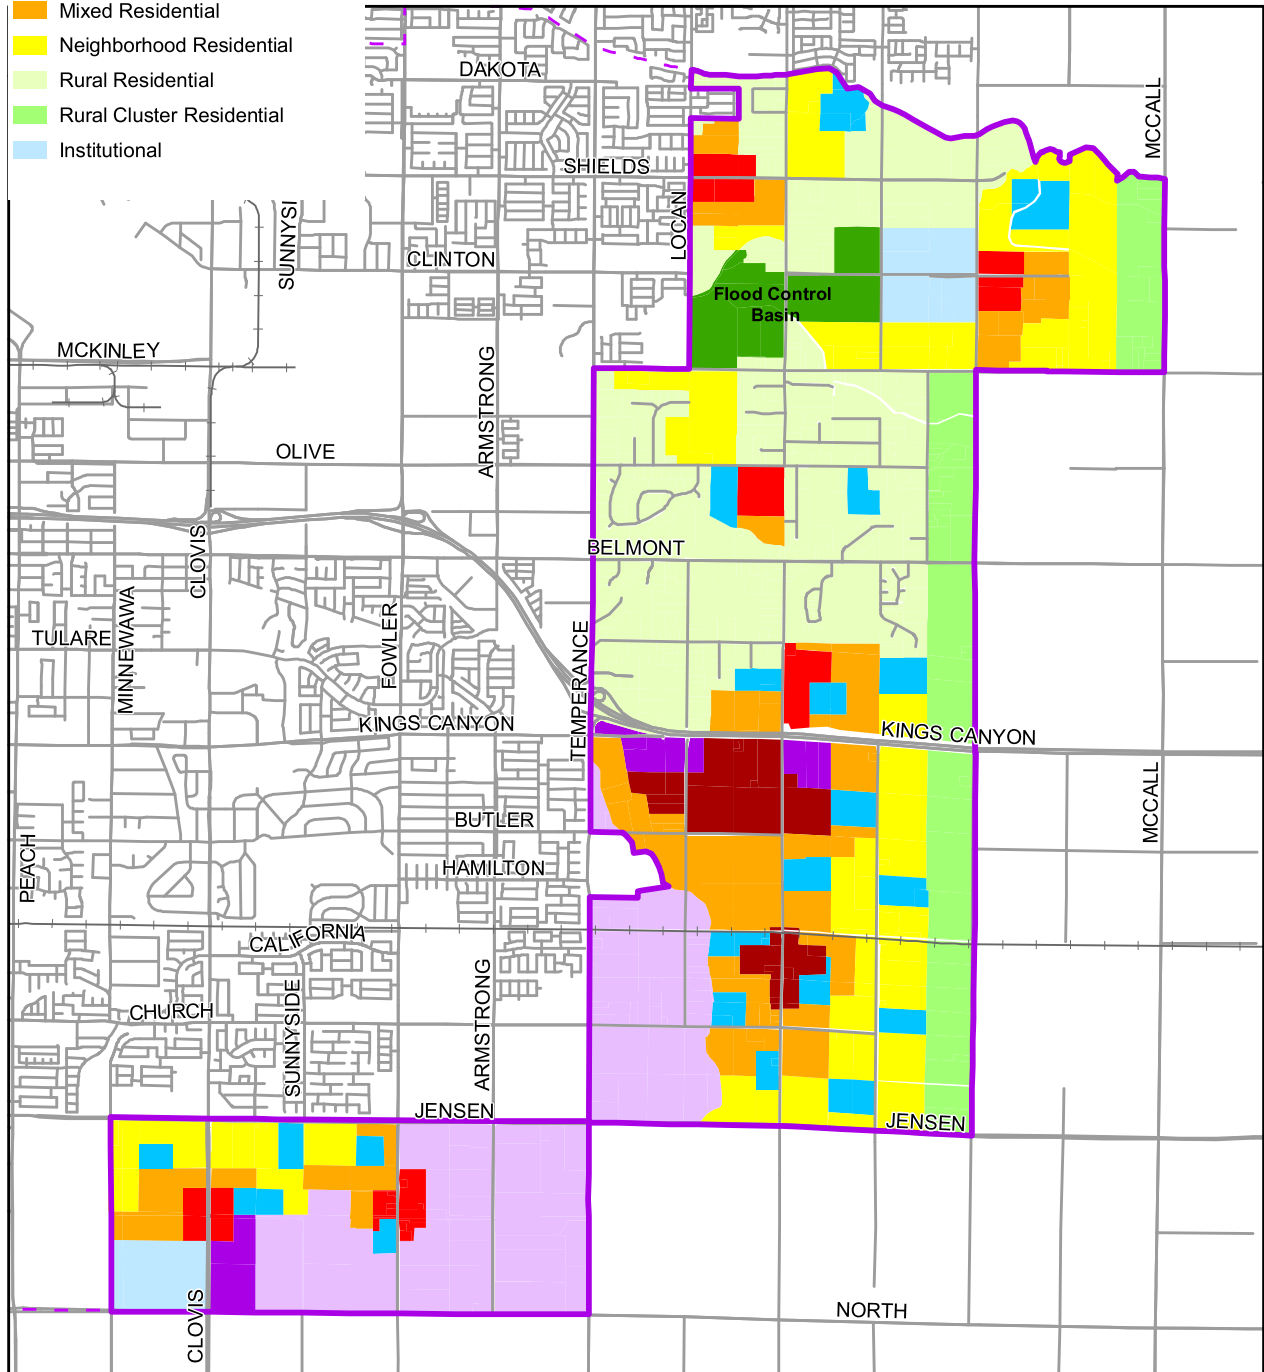 Mixed Residential
Neighborhood Residential
Rural Residential
Rural Cluster Residential
Institutional
DAKOTA
MCCALL
SHIELDS
LOCAN
SUNNYSI
CLINTON
Flood Control
Basin
MCKINLEY
ARMSTRONG
OLIVE
CLOVIS
BELMONT
MINNEWAWA
FOWLER
TULARE
TEMPERANCE
KINGS CANYON
KINGS CANYON
MCCALL
BUTLER
PEACH
HAMILTON
CALIFORNIA
ARMSTRONG
SUNNYSIDE
CHURCH
JENSEN
JENSEN
CLOVIS
NORTH